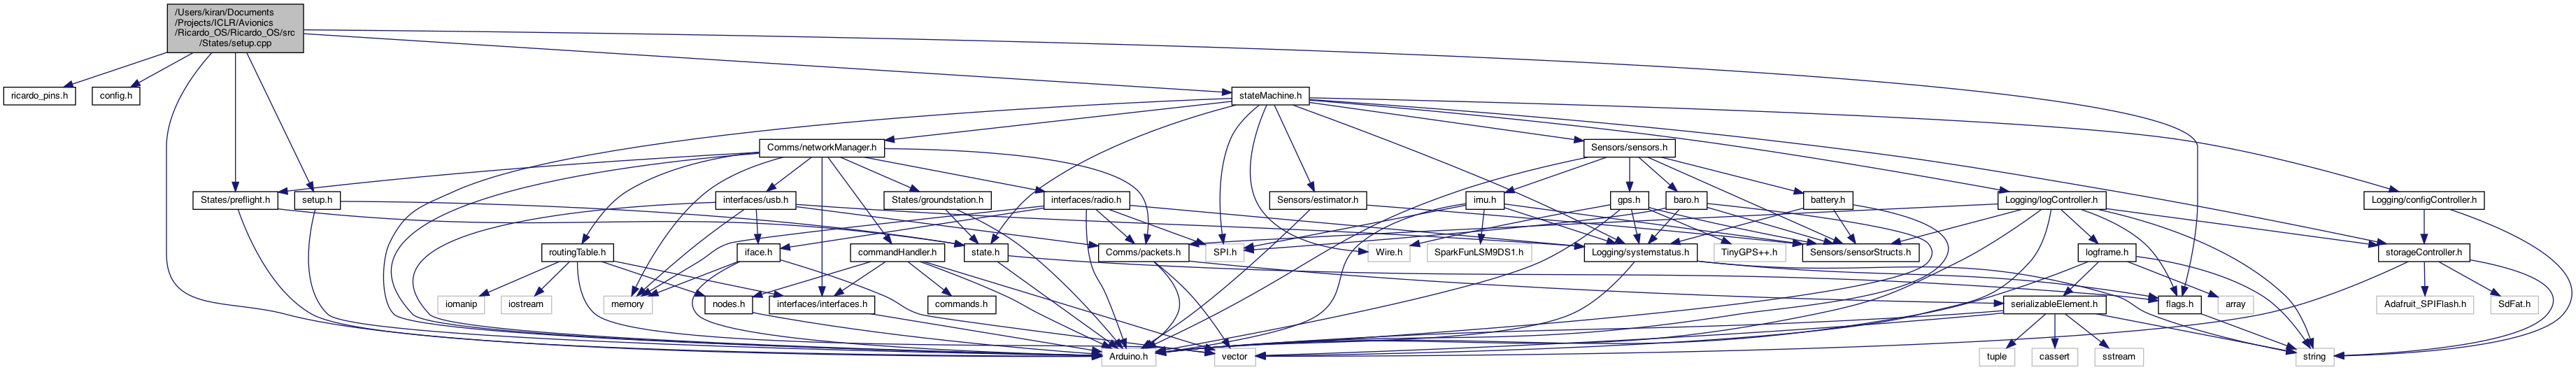 /Users/kiran/Documents
/Projects/ICLR/Avionics
/Ricardo_OS/Ricardo_OS/src
/States/setup.cpp
ricardo_pins.h
config.h
stateMachine.h
Comms/networkManager.h
Sensors/sensors.h
States/preflight.h
setup.h
interfaces/usb.h
States/groundstation.h
interfaces/radio.h
Sensors/estimator.h
imu.h
gps.h
baro.h
battery.h
Logging/logController.h
Logging/configController.h
routingTable.h
iface.h
commandHandler.h
state.h
Comms/packets.h
SPI.h
Wire.h
SparkFunLSM9DS1.h
Logging/systemstatus.h
TinyGPS++.h
Sensors/sensorStructs.h
logframe.h
storageController.h
iomanip
iostream
memory
nodes.h
interfaces/interfaces.h
commands.h
serializableElement.h
flags.h
array
Adafruit_SPIFlash.h
SdFat.h
Arduino.h
vector
tuple
cassert
sstream
string